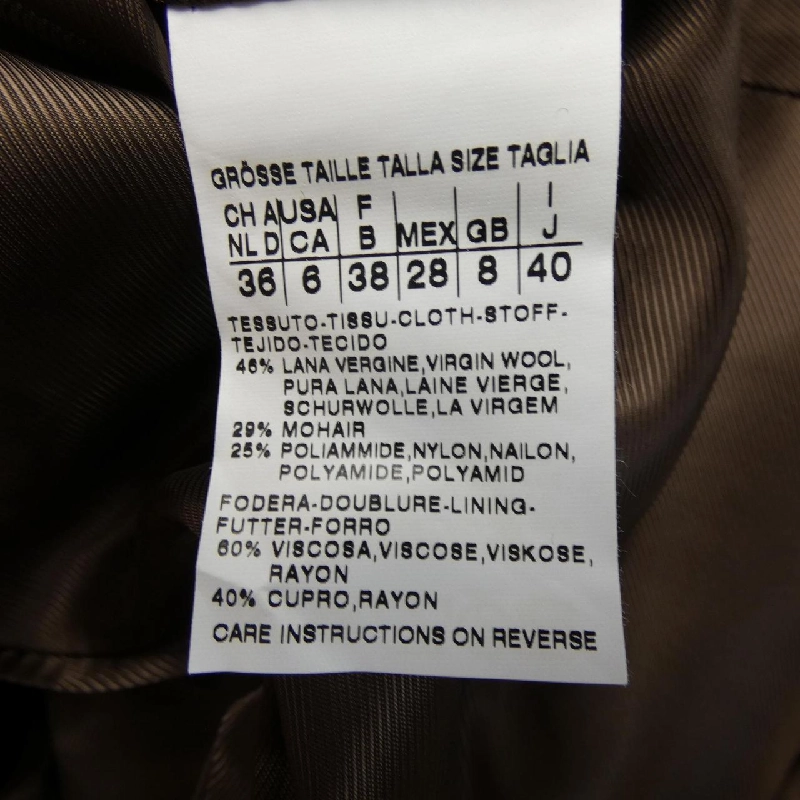 GRÖSSE TAILLE TALLA SIZE TAGLIA
CH A USA F I
NL D CA B MEX GB J
36 6 38 28 8 40
TESSUTO-TISSU-CLOTH-STOFF-
TEJIDO-TECIDO
46% LANA VERGINE,VIRGIN WOOL,
PURA LANA,LAINE VIERGE,
SCHURWOLLE,LA VIRGEM
29% MOHAIR
25% POLIAMMIDE,NYLON,NAILON,
POLYAMIDE,POLYAMID
FODERA-DOUBLURE-LINING-
FUTTER-FORRO
60% VISCOSA,VISCOSE,VISKOSE,
RAYON
40% CUPRO,RAYON
CARE INSTRUCTIONS ON REVERSE